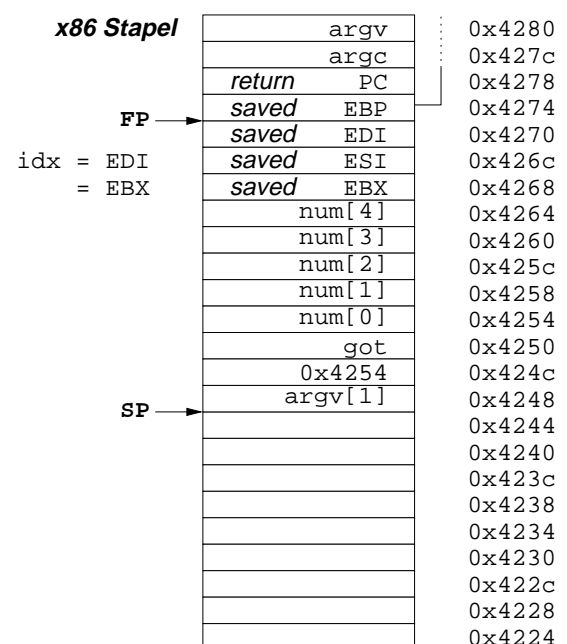 x86 Stapel argv 0x4280
argc 0x427c
return PC 0x4278
FP saved EBP 0x4274
saved EDI 0x4270
idx = EDI saved ESI 0x426c
= EBX saved EBX 0x4268
num[4] 0x4264
num[3] 0x4260
num[2] 0x425c
num[1] 0x4258
num[0] 0x4254
got 0x4250
0x4254 0x424c
SP argv[1] 0x4248
0x4244
0x4240
0x423c
0x4238
0x4234
0x4230
0x422c
0x4228
0x4224